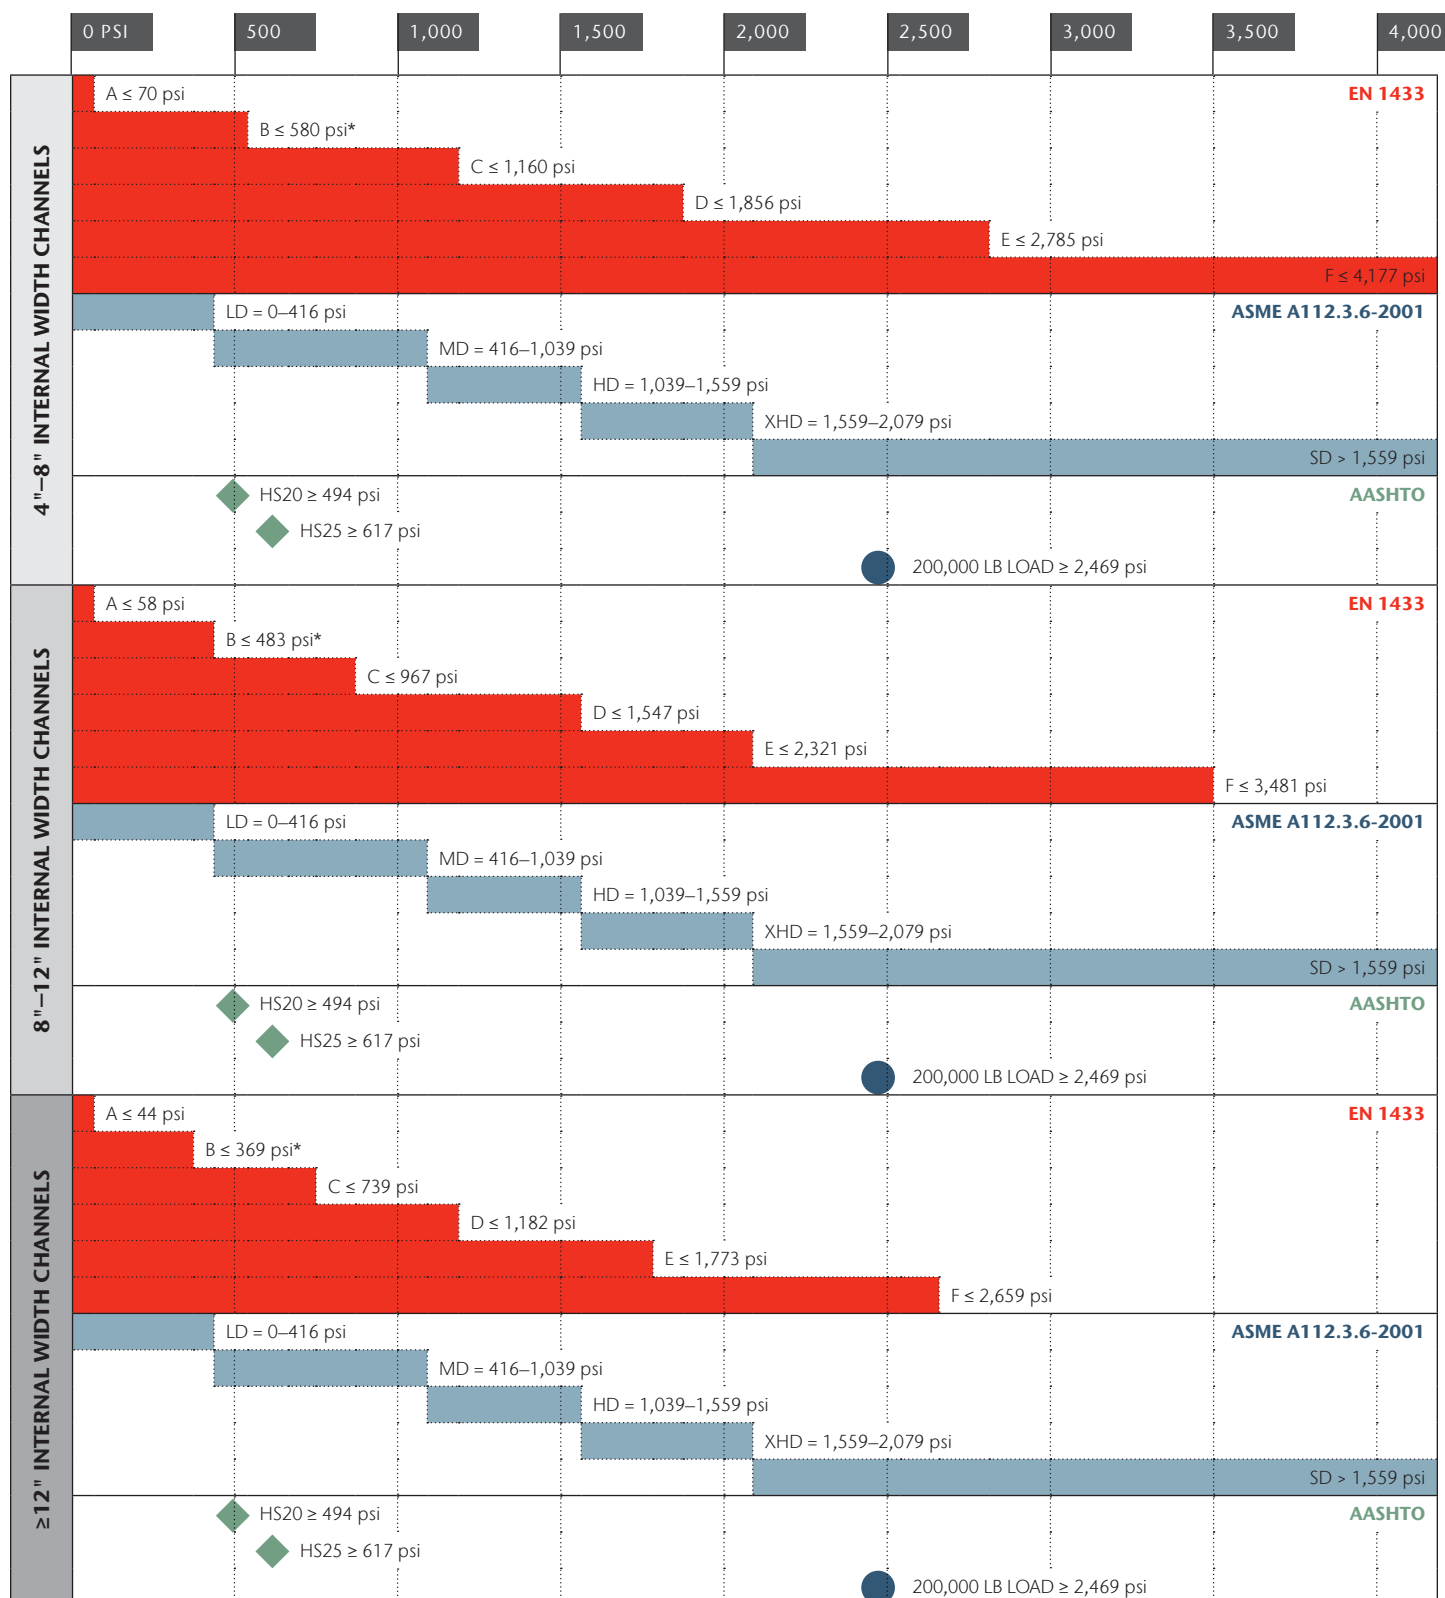 0 PSI 500 1,000 1,500 2,000 2,500 3,000 3,500 4,000
4"–8" INTERNAL WIDTH CHANNELS
A ≤ 70 psi EN 1433
B ≤ 580 psi*
C ≤ 1,160 psi
D ≤ 1,856 psi
E ≤ 2,785 psi
F ≤ 4,177 psi
LD = 0–416 psi ASME A112.3.6-2001
MD = 416–1,039 psi
HD = 1,039–1,559 psi
XHD = 1,559–2,079 psi
SD > 1,559 psi
HS20 ≥ 494 psi AASHTO
HS25 ≥ 617 psi
200,000 LB LOAD ≥ 2,469 psi
8"–12" INTERNAL WIDTH CHANNELS
A ≤ 58 psi EN 1433
B ≤ 483 psi*
C ≤ 967 psi
D ≤ 1,547 psi
E ≤ 2,321 psi
F ≤ 3,481 psi
LD = 0–416 psi ASME A112.3.6-2001
MD = 416–1,039 psi
HD = 1,039–1,559 psi
XHD = 1,559–2,079 psi
SD > 1,559 psi
HS20 ≥ 494 psi AASHTO
HS25 ≥ 617 psi
200,000 LB LOAD ≥ 2,469 psi
≥12" INTERNAL WIDTH CHANNELS
A ≤ 44 psi EN 1433
B ≤ 369 psi*
C ≤ 739 psi
D ≤ 1,182 psi
E ≤ 1,773 psi
F ≤ 2,659 psi
LD = 0–416 psi ASME A112.3.6-2001
MD = 416–1,039 psi
HD = 1,039–1,559 psi
XHD = 1,559–2,079 psi
SD > 1,559 psi
HS20 ≥ 494 psi AASHTO
HS25 ≥ 617 psi
200,000 LB LOAD ≥ 2,469 psi